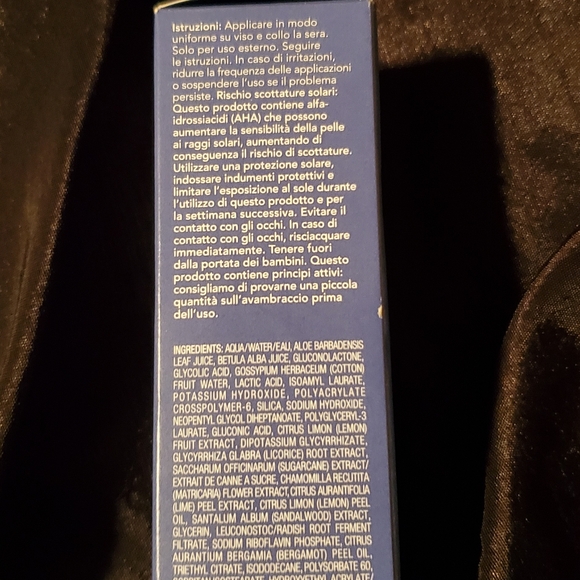 Istruzioni: Applicare in modo
uniforme su viso e collo la sera.
Solo per uso esterno. Seguire
le istruzioni. In caso di irritazioni,
ridurre la frequenza delle applicazioni
o sospendere l'uso se il problema
persiste. Rischio scottature solari:
Questo prodotto contiene alfa-
idrossiacidi (AHA) che possono
aumentare la sensibilità della pelle
ai raggi solari, aumentando di
conseguenza il rischio di scottature.
Utilizzare una protezione solare,
indossare indumenti protettivi e
limitare l'esposizione al sole durante
l'utilizzo di questo prodotto e per
la settimana successiva. Evitare il
contatto con gli occhi. In caso di
contatto con gli occhi, risciacquare
immediatamente. Tenere fuori
dalla portata dei bambini. Questo
prodotto contiene principi attivi:
consigliamo di provarne una piccola
quantità sull'avambraccio prima
dell'uso.
INGREDIENTS: AQUA/WATER/EAU, ALOE BARBADENSIS
LEAF JUICE, BETULA ALBA JUICE, GLUCONOLACTONE,
GLYCOLIC ACID, GOSSYPIUM HERBACEUM (COTTON)
FRUIT WATER, LACTIC ACID, ISOAMYL LAURATE,
POTASSIUM HYDROXIDE, POLYACRYLATE
CROSSPOLYMER-6, SILICA, SODIUM HYDROXIDE,
NEOPENTYL GLYCOL DIHEPTANOATE, POLYGLYCERYL-3
LAURATE, GLUCONIC ACID, CITRUS LIMON (LEMON)
FRUIT EXTRACT, DIPOTASSIUM GLYCYRRHIZATE,
GLYCYRRHIZA GLABRA (LICORICE) ROOT EXTRACT,
SACCHARUM OFFICINARUM (SUGARCANE) EXTRACT/
EXTRAIT DE CANNE A SUCRE, CHAMOMILLA RECUTITA
(MATRICARIA) FLOWER EXTRACT, CITRUS AURANTIFOLIA
(LIME) PEEL EXTRACT, CITRUS LIMON (LEMON) PEEL
OIL, SANTALUM ALBUM (SANDALWOOD) EXTRACT,
GLYCERIN, LEUCONOSTOC/RADISH ROOT FERMENT
FILTRATE, SODIUM RIBOFLAVIN PHOSPHATE, CITRUS
AURANTIUM BERGAMIA (BERGAMOT) PEEL OIL,
TRIETHYL CITRATE, ISODODECANE, POLYSORBATE 60,
SORBITAN ISOSTEARATE, HYDROXYETHYL ACRYLATE/